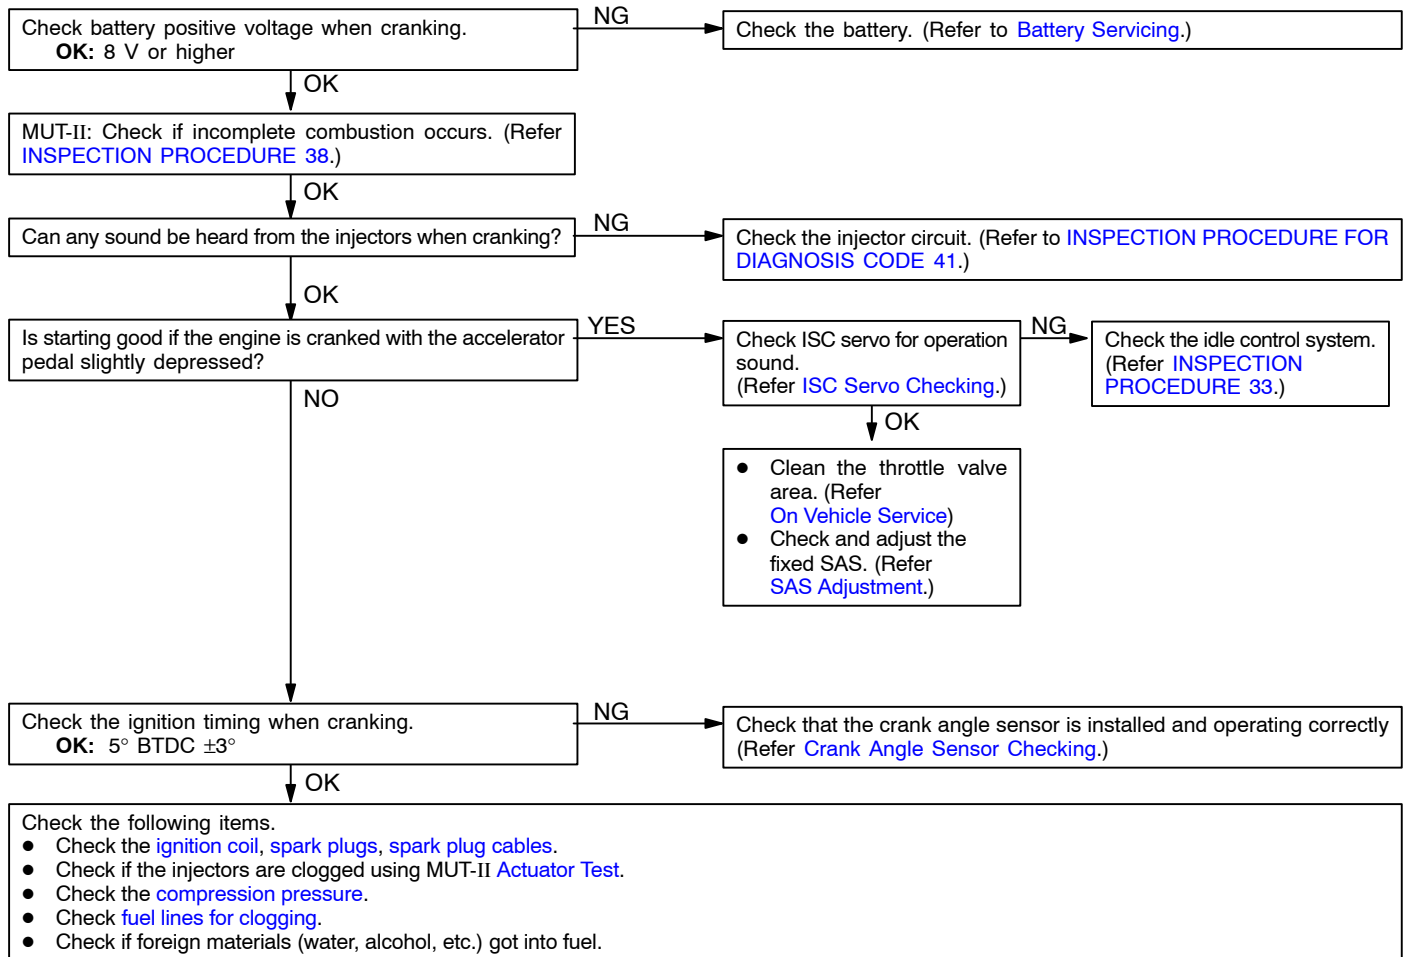 Check battery positive voltage when cranking.
OK: 8 V or higher
NG
Check the battery. (Refer to Battery Servicing.)
OK
MUT-II: Check if incomplete combustion occurs. (Refer
INSPECTION PROCEDURE 38.)
OK
Can any sound be heard from the injectors when cranking?
NG
Check the injector circuit. (Refer to INSPECTION PROCEDURE FOR
DIAGNOSIS CODE 41.)
OK
Is starting good if the engine is cranked with the accelerator
pedal slightly depressed?
YES
Check ISC servo for operation
sound.
(Refer ISC Servo Checking.)
NG
Check the idle control system.
(Refer INSPECTION
PROCEDURE 33.)
OK
● Clean the throttle valve
area. (Refer
On Vehicle Service)
● Check and adjust the
fixed SAS. (Refer
SAS Adjustment.)
NO
Check the ignition timing when cranking.
OK: 5° BTDC ±3°
NG
Check that the crank angle sensor is installed and operating correctly
(Refer Crank Angle Sensor Checking.)
OK
Check the following items.
● Check the ignition coil, spark plugs, spark plug cables.
● Check if the injectors are clogged using MUT-II Actuator Test.
● Check the compression pressure.
● Check fuel lines for clogging.
● Check if foreign materials (water, alcohol, etc.) got into fuel.